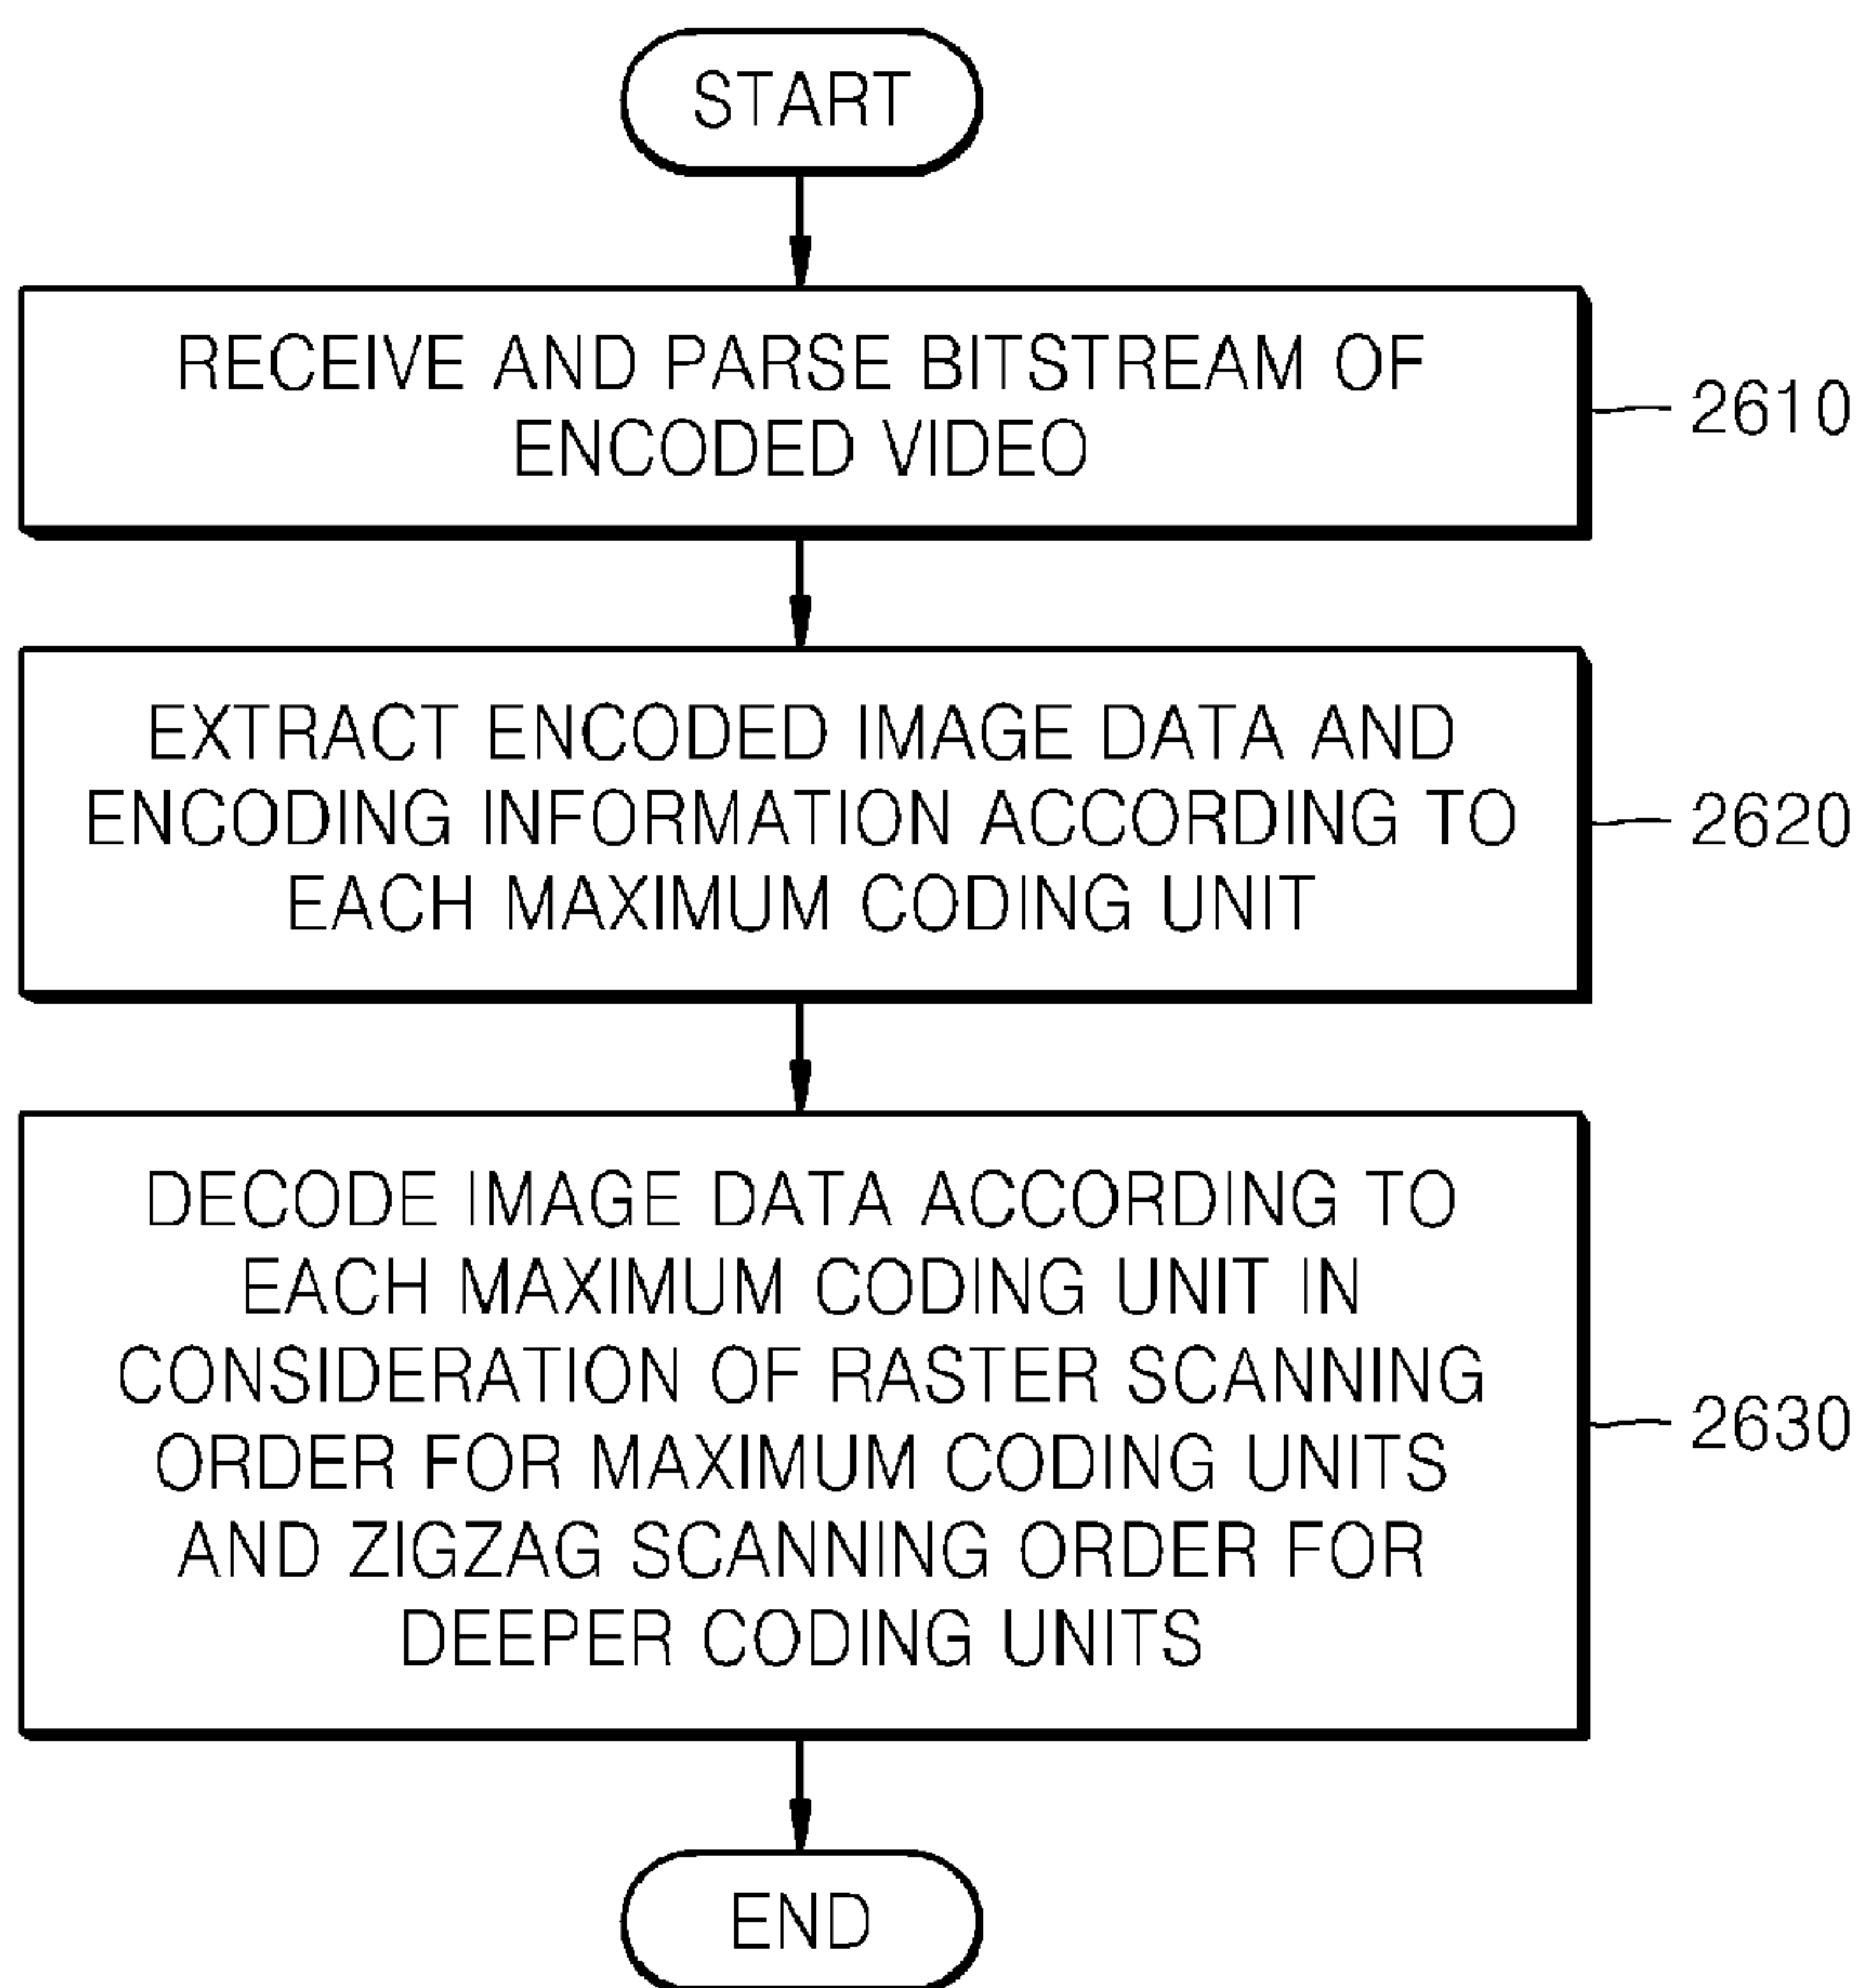 START
RECEIVE AND PARSE BITSTREAM OF
ENCODED VIDEO
2610
EXTRACT ENCODED IMAGE DATA AND
ENCODING INFORMATION ACCORDING TO
EACH MAXIMUM CODING UNIT
2620
DECODE IMAGE DATA ACCORDING TO
EACH MAXIMUM CODING UNIT IN
CONSIDERATION OF RASTER SCANNING
ORDER FOR MAXIMUM CODING UNITS
AND ZIGZAG SCANNING ORDER FOR
DEEPER CODING UNITS
2630
END